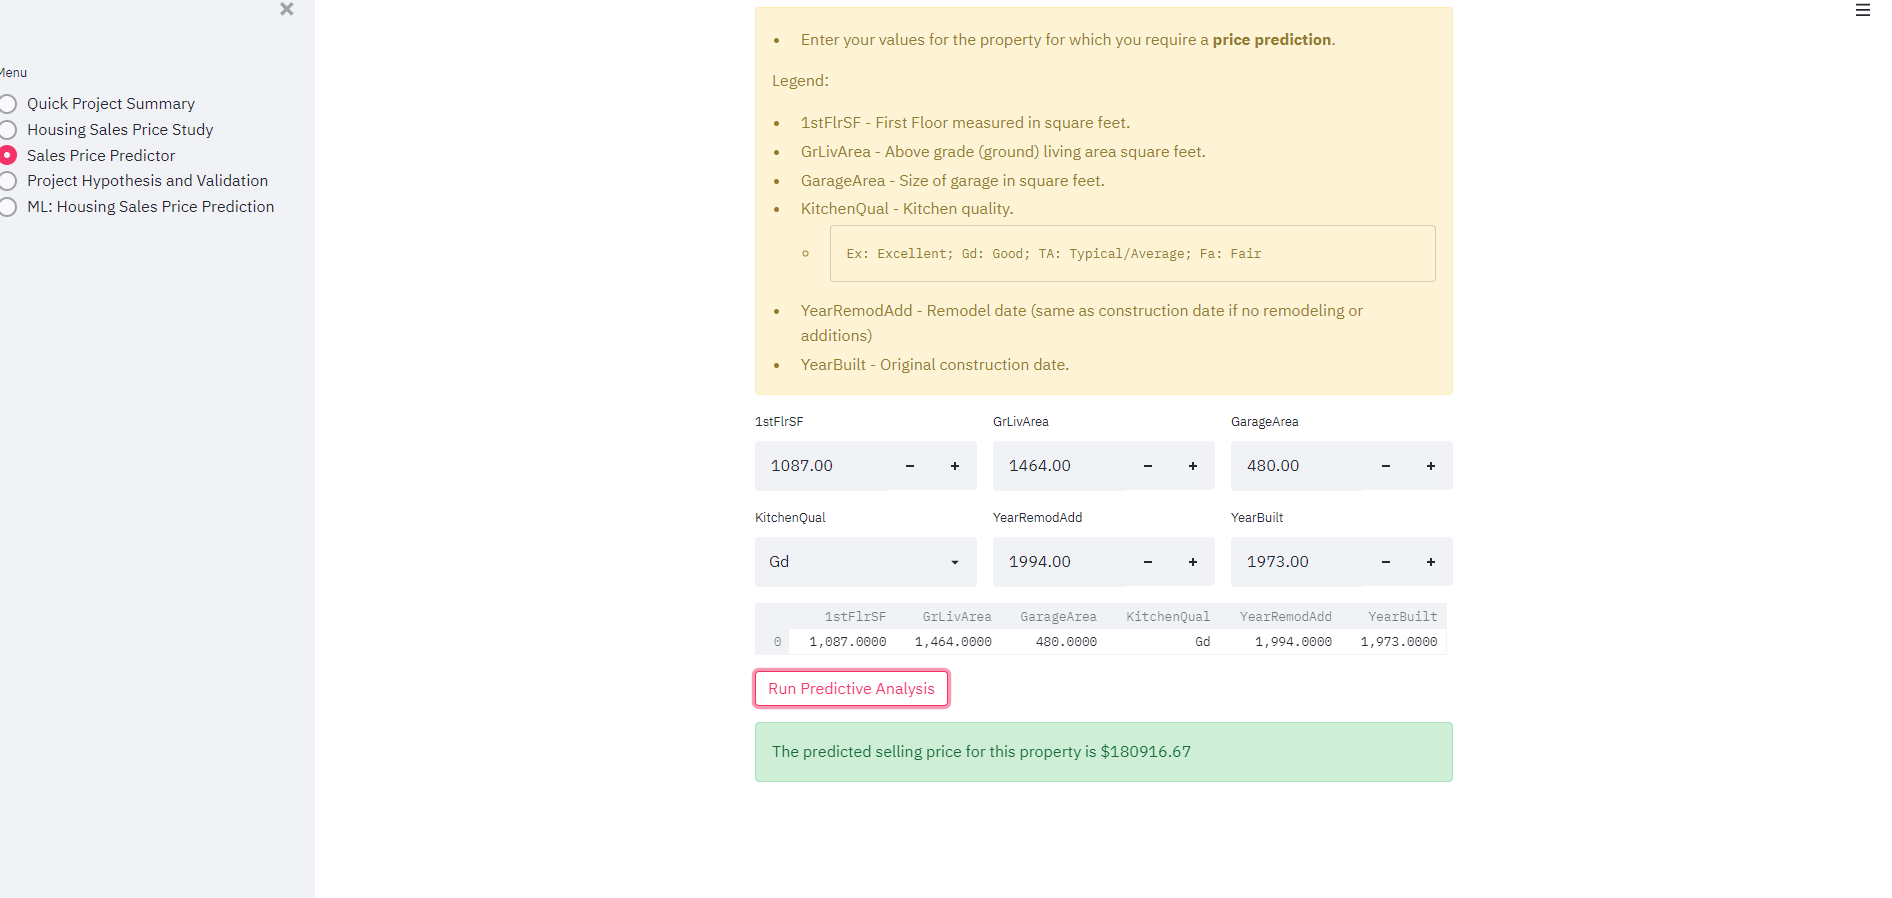 Menu
Quick Project Summary
Housing Sales Price Study
Sales Price Predictor
Project Hypothesis and Validation
ML: Housing Sales Price Prediction
Enter your values for the property for which you require a price prediction.
Legend:
1stFlrSF - First Floor measured in square feet.
GrLivArea - Above grade (ground) living area square feet.
GarageArea - Size of garage in square feet.
KitchenQual - Kitchen quality.
Ex: Excellent; Gd: Good; TA: Typical/Average; Fa: Fair
YearRemodAdd - Remodel date (same as construction date if no remodeling or
additions)
YearBuilt - Original construction date.
1stFlrSF GrLivArea GarageArea
1087.00 - + 1464.00 - + 480.00 - +
KitchenQual YearRemodAdd YearBuilt
Gd 1994.00 - + 1973.00 - +
1stFlrSF GrLivArea GarageArea KitchenQual YearRemodAdd YearBuilt
0 1,087.0000 1,464.0000 480.0000 Gd 1,994.0000 1,973.0000
Run Predictive Analysis
The predicted selling price for this property is $180916.67